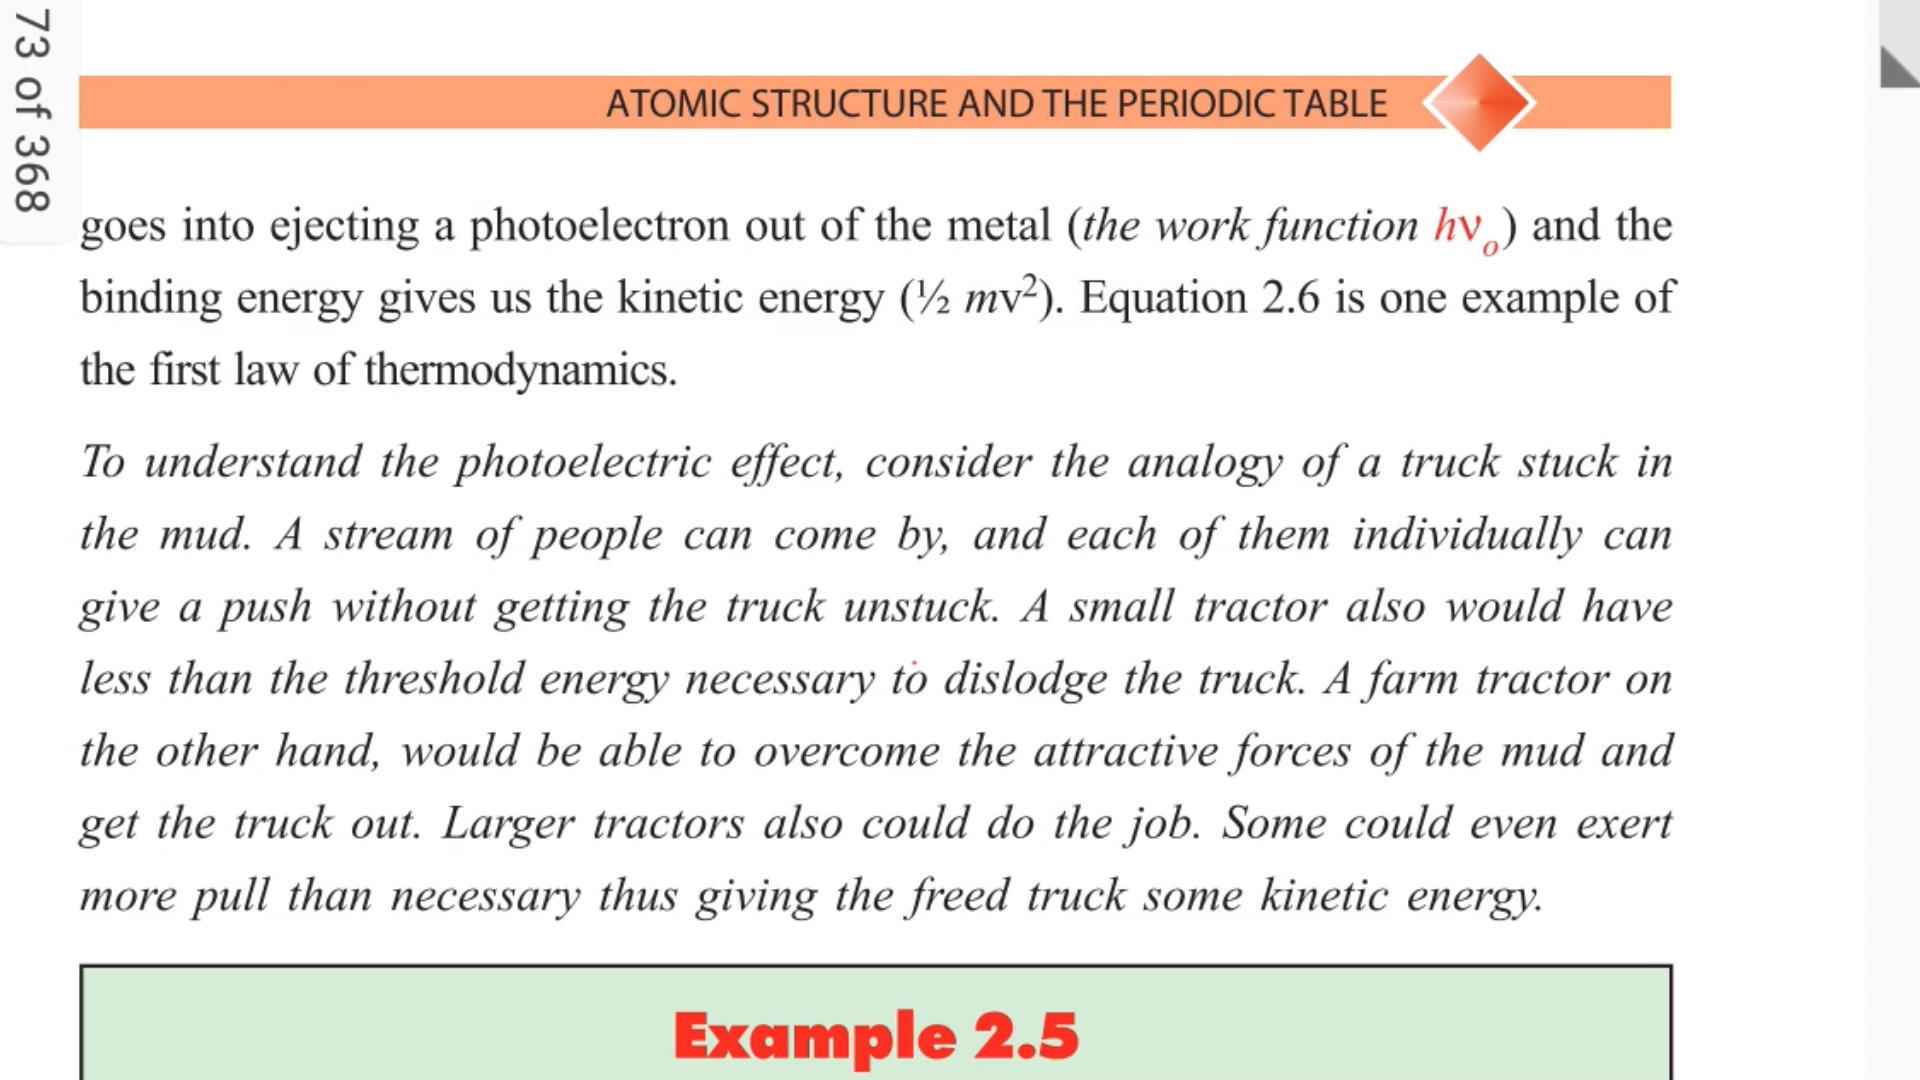 73 of 368
ATOMIC STRUCTURE AND THE PERIODIC TABLE
goes into ejecting a photoelectron out of the metal (the work function hνo) and the
binding energy gives us the kinetic energy (½ mv²). Equation 2.6 is one example of
the first law of thermodynamics.
To understand the photoelectric effect, consider the analogy of a truck stuck in
the mud. A stream of people can come by, and each of them individually can
give a push without getting the truck unstuck. A small tractor also would have
less than the threshold energy necessary to dislodge the truck. A farm tractor on
the other hand, would be able to overcome the attractive forces of the mud and
get the truck out. Larger tractors also could do the job. Some could even exert
more pull than necessary thus giving the freed truck some kinetic energy.
Example 2.5